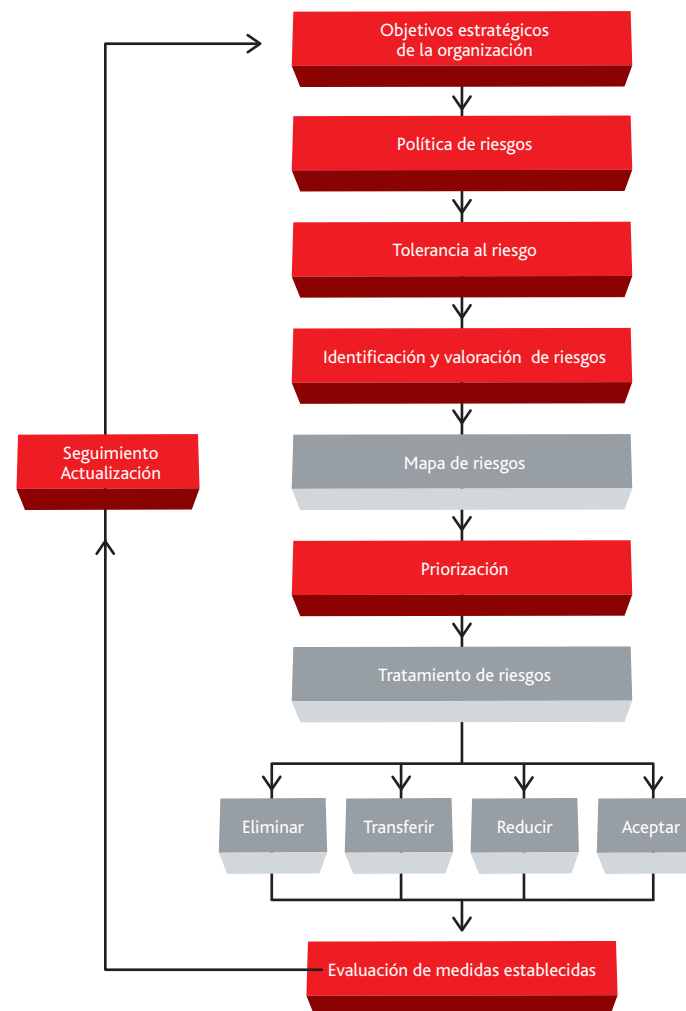 Objetivos estratégicos
de la organización
Política de riesgos
Tolerancia al riesgo
Identificación y valoración de riesgos
Seguimiento
Actualización
Mapa de riesgos
Priorización
Tratamiento de riesgos
Eliminar
Transferir
Reducir
Aceptar
Evaluación de medidas establecidas